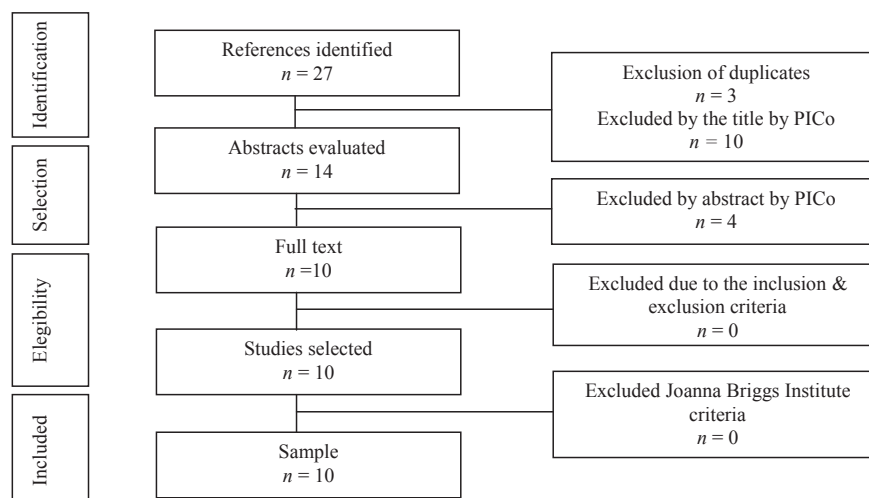 Identification
References identified
n = 27
Exclusion of duplicates
n = 3
Excluded by the title by PICo
n = 10
Abstracts evaluated
n = 14
Selection
Excluded by abstract by PICo
n = 4
Full text
n =10
Elegibility
Excluded due to the inclusion &
exclusion criteria
n = 0
Studies selected
n = 10
Excluded Joanna Briggs Institute
criteria
n = 0
Included
Sample
n = 10